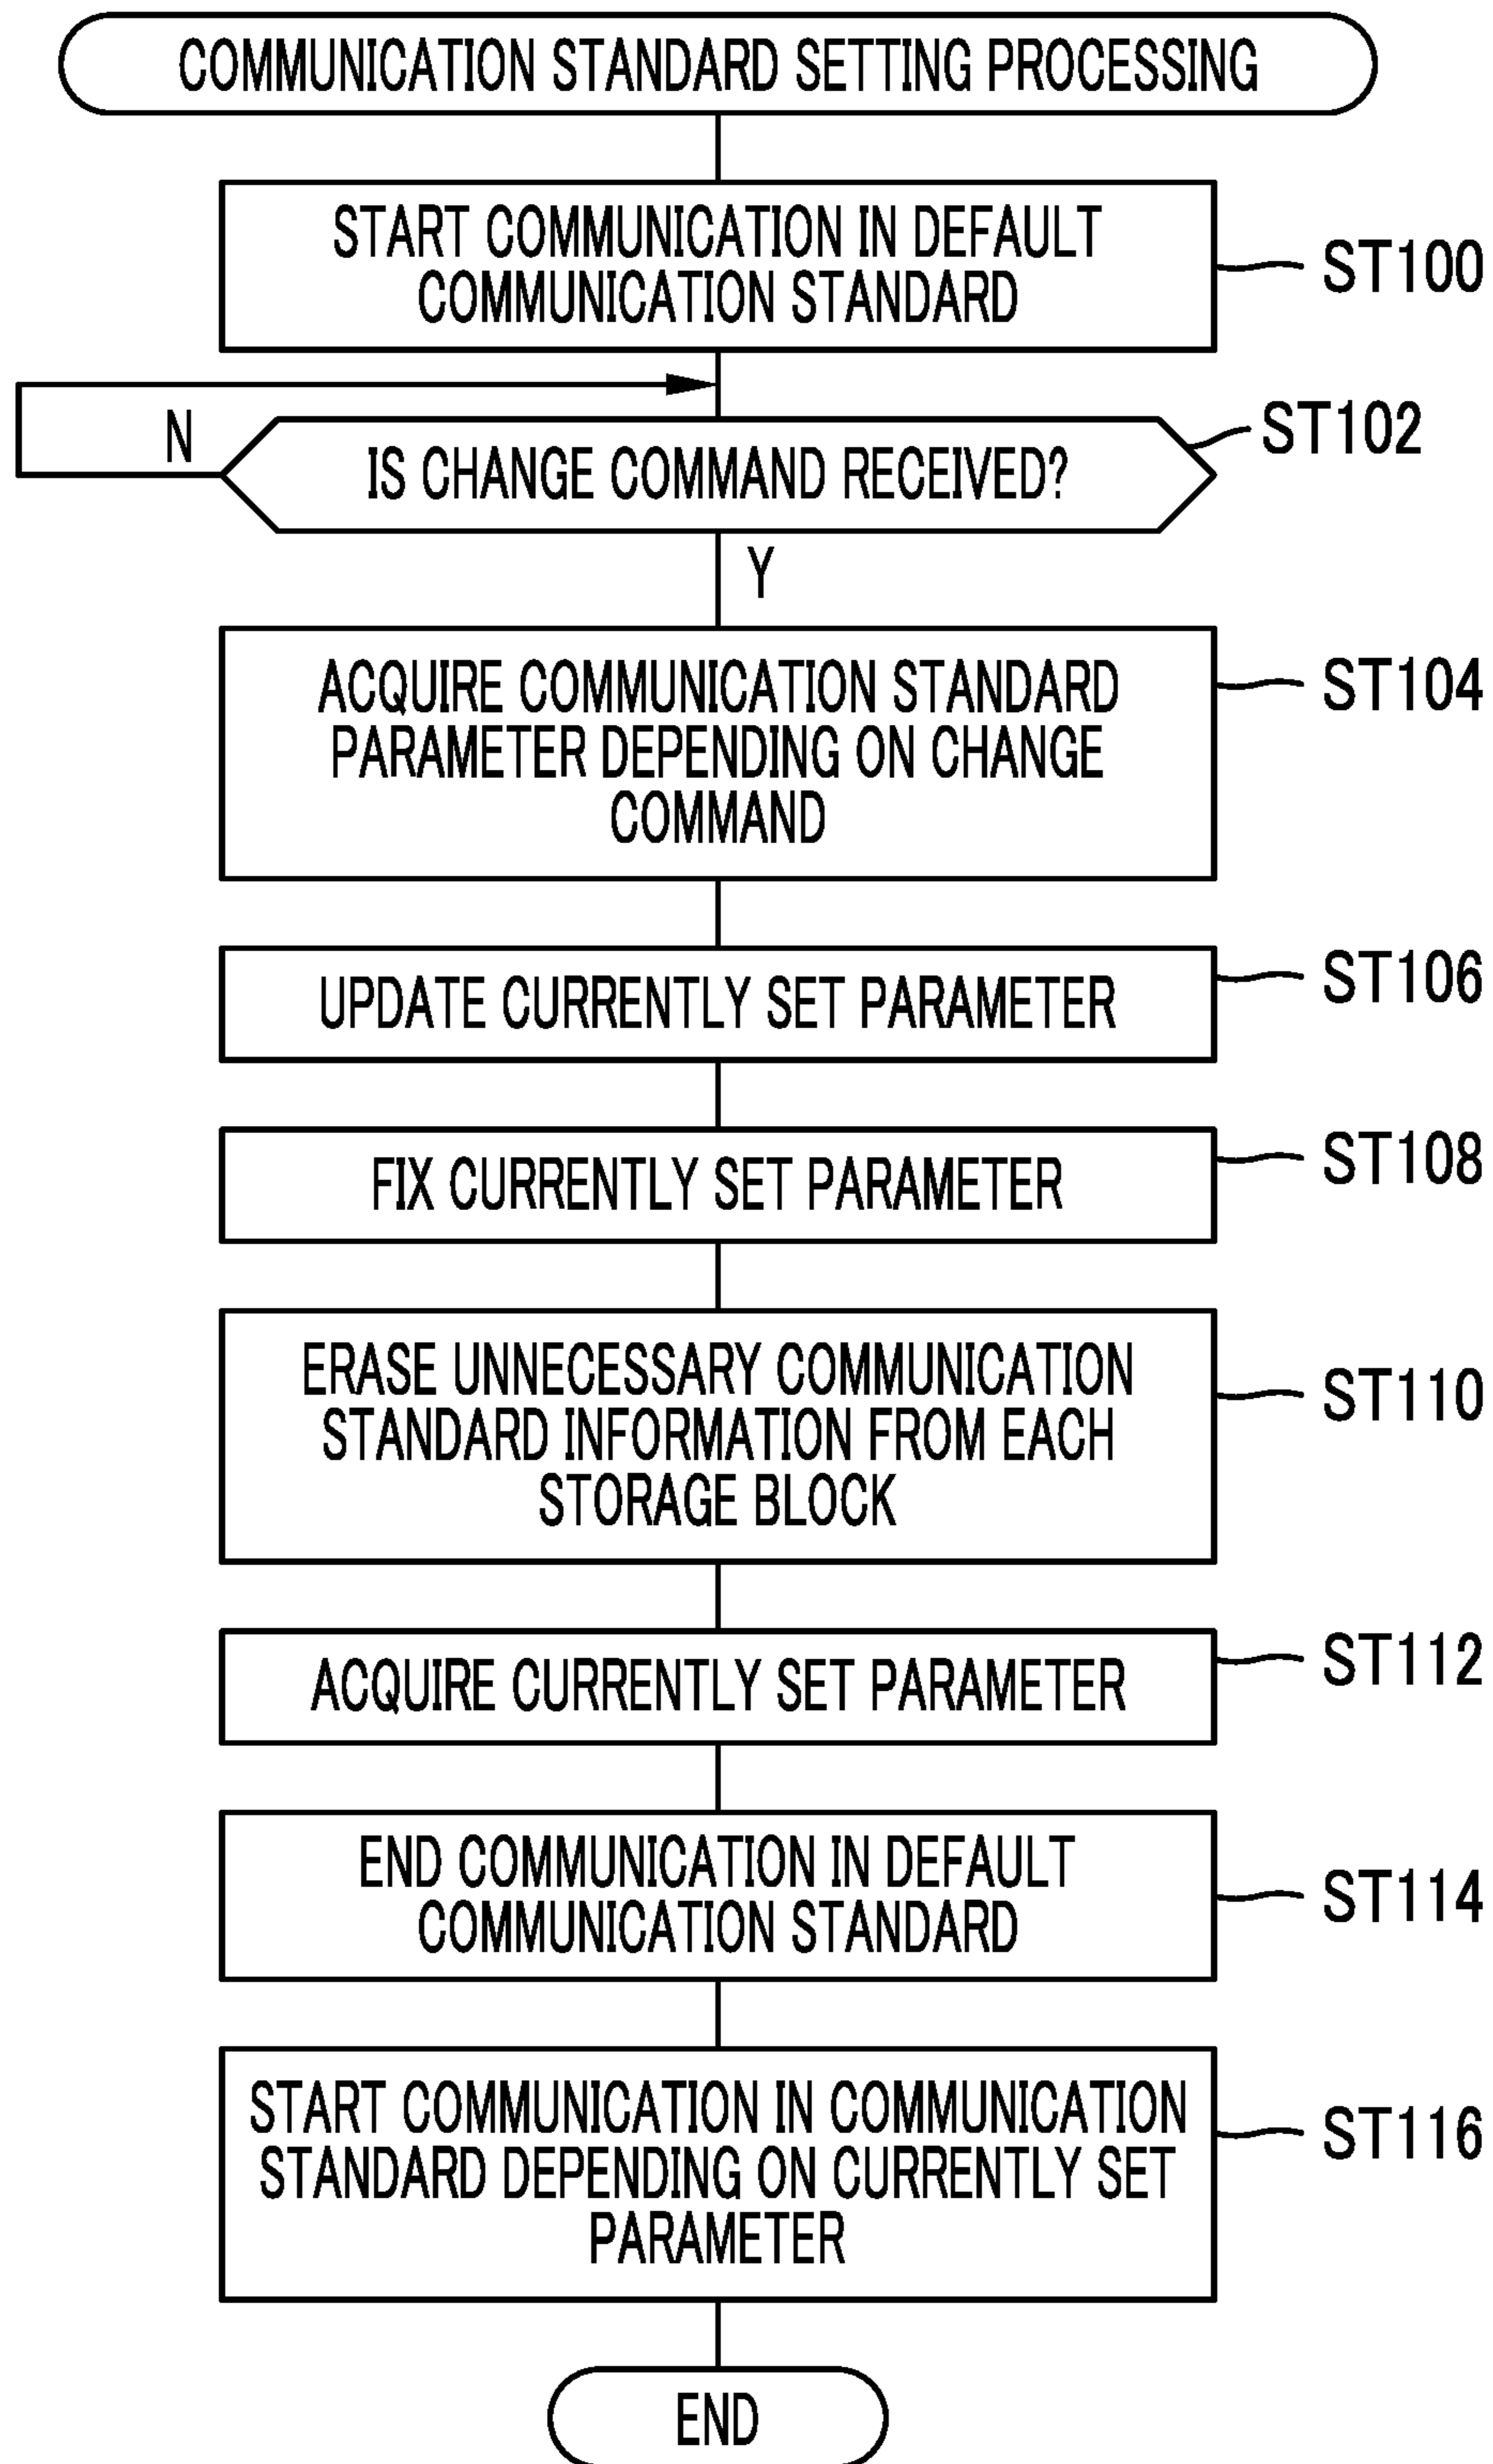 COMMUNICATION STANDARD SETTING PROCESSING
START COMMUNICATION IN DEFAULT
COMMUNICATION STANDARD
ST100
N
IS CHANGE COMMAND RECEIVED?
ST102
Y
ACQUIRE COMMUNICATION STANDARD
PARAMETER DEPENDING ON CHANGE
COMMAND
ST104
UPDATE CURRENTLY SET PARAMETER
ST106
FIX CURRENTLY SET PARAMETER
ST108
ERASE UNNECESSARY COMMUNICATION
STANDARD INFORMATION FROM EACH
STORAGE BLOCK
ST110
ACQUIRE CURRENTLY SET PARAMETER
ST112
END COMMUNICATION IN DEFAULT
COMMUNICATION STANDARD
ST114
START COMMUNICATION IN COMMUNICATION
STANDARD DEPENDING ON CURRENTLY SET
PARAMETER
ST116
END